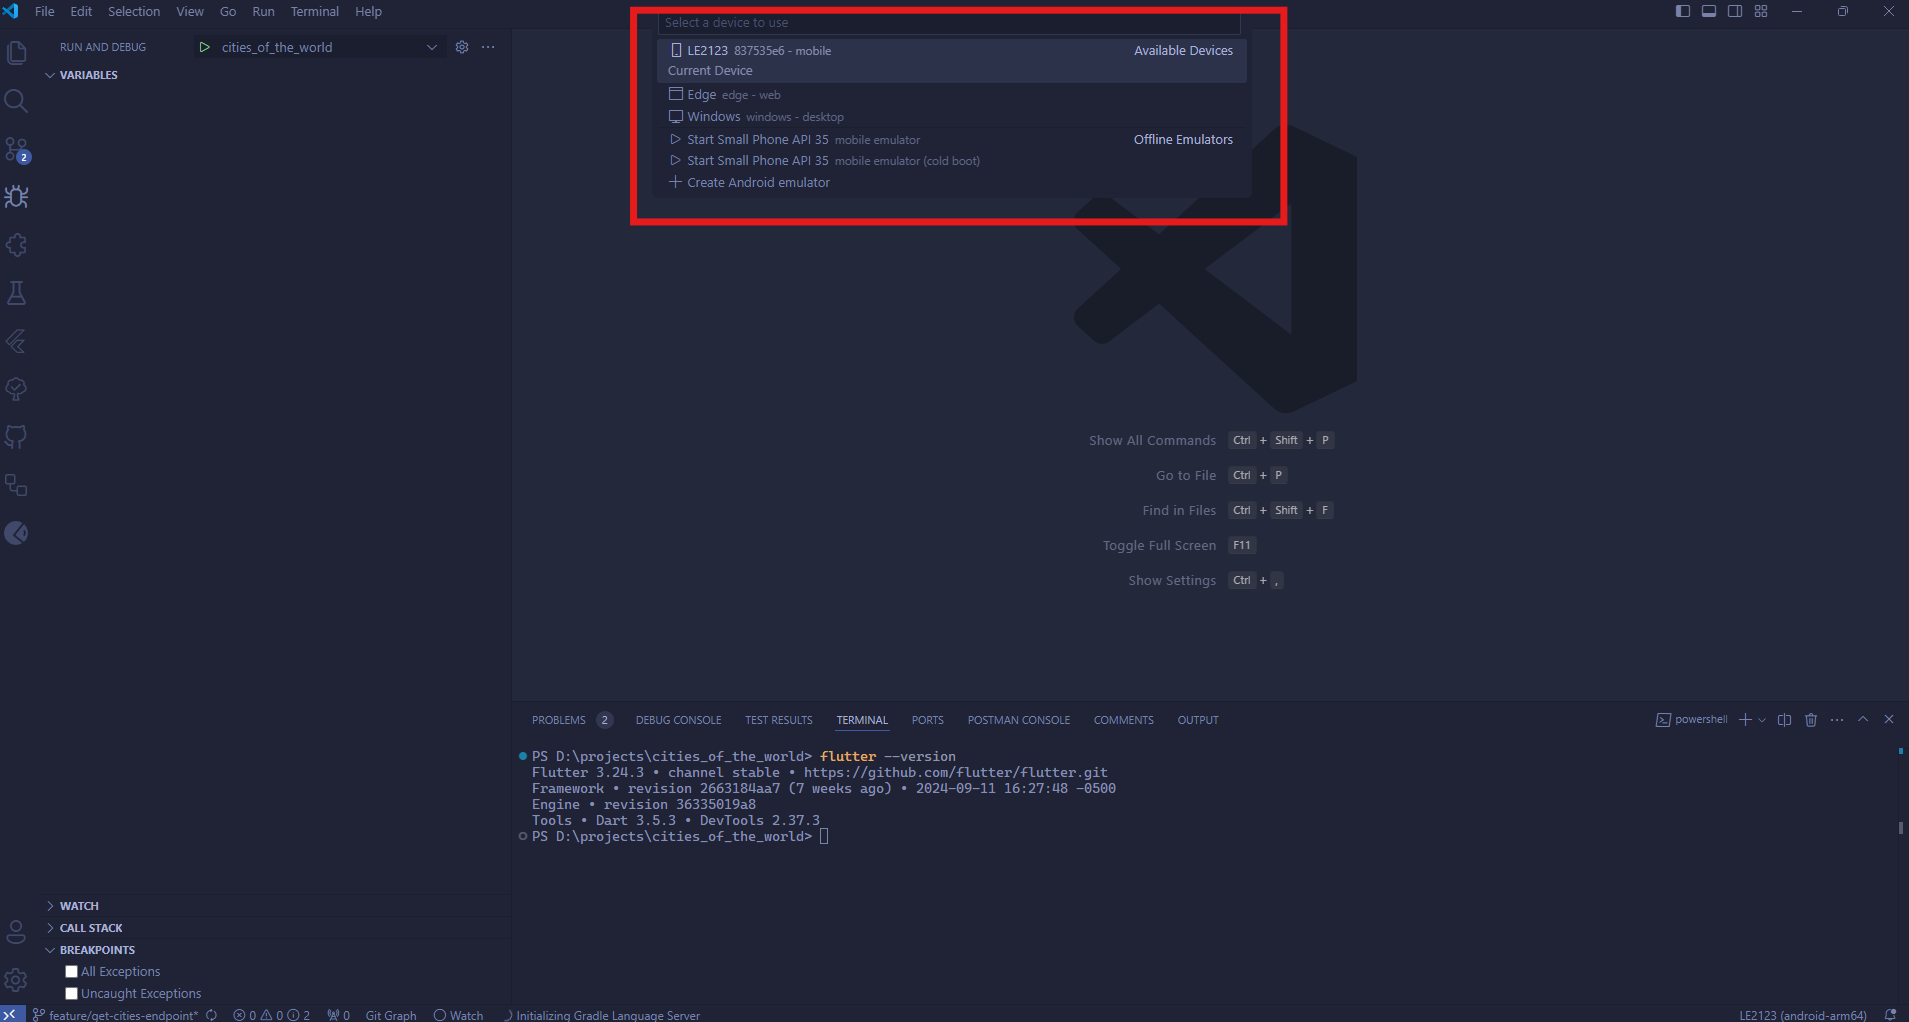 File Edit Selection View Go Run Terminal Help
Select a device to use
LE2123 837535e6 - mobile Available Devices
Current Device
Edge edge - web
Windows windows - desktop
Start Small Phone API 35 mobile emulator Offline Emulators
Start Small Phone API 35 mobile emulator (cold boot)
Create Android emulator
RUN AND DEBUG cities_of_the_world
VARIABLES
2
Show All Commands Ctrl + Shift + P
Go to File Ctrl + P
Find in Files Ctrl + Shift + F
Toggle Full Screen F11
Show Settings Ctrl + ,
PROBLEMS 2 DEBUG CONSOLE TEST RESULTS TERMINAL PORTS POSTMAN CONSOLE COMMENTS OUTPUT powershell
PS D:\projects\cities_of_the_world> flutter --version
Flutter 3.24.3 • channel stable • https://github.com/flutter/flutter.git
Framework • revision 2663184aa7 (7 weeks ago) • 2024-09-11 16:27:48 -0500
Engine • revision 36335019a8
Tools • Dart 3.5.3 • DevTools 2.37.3
PS D:\projects\cities_of_the_world>
WATCH
CALL STACK
BREAKPOINTS
All Exceptions
Uncaught Exceptions
feature/get-cities-endpoint* 0 0 2 0 Git Graph Watch Initializing Gradle Language Server LE2123 (android-arm64)